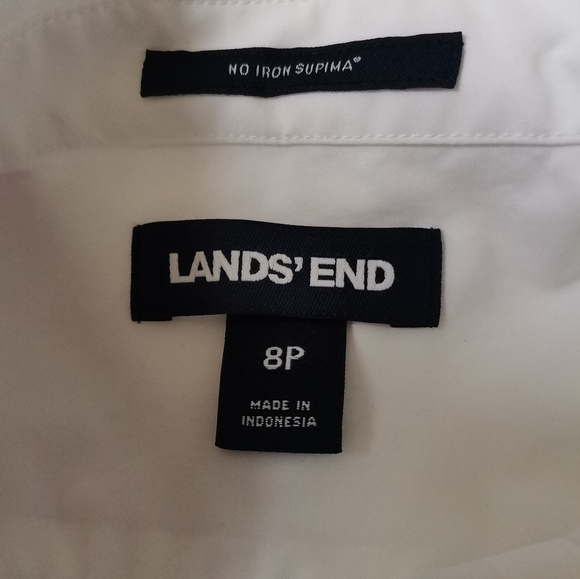 NO IRON SUPIMA®
LANDS' END
8P
MADE IN
INDONESIA